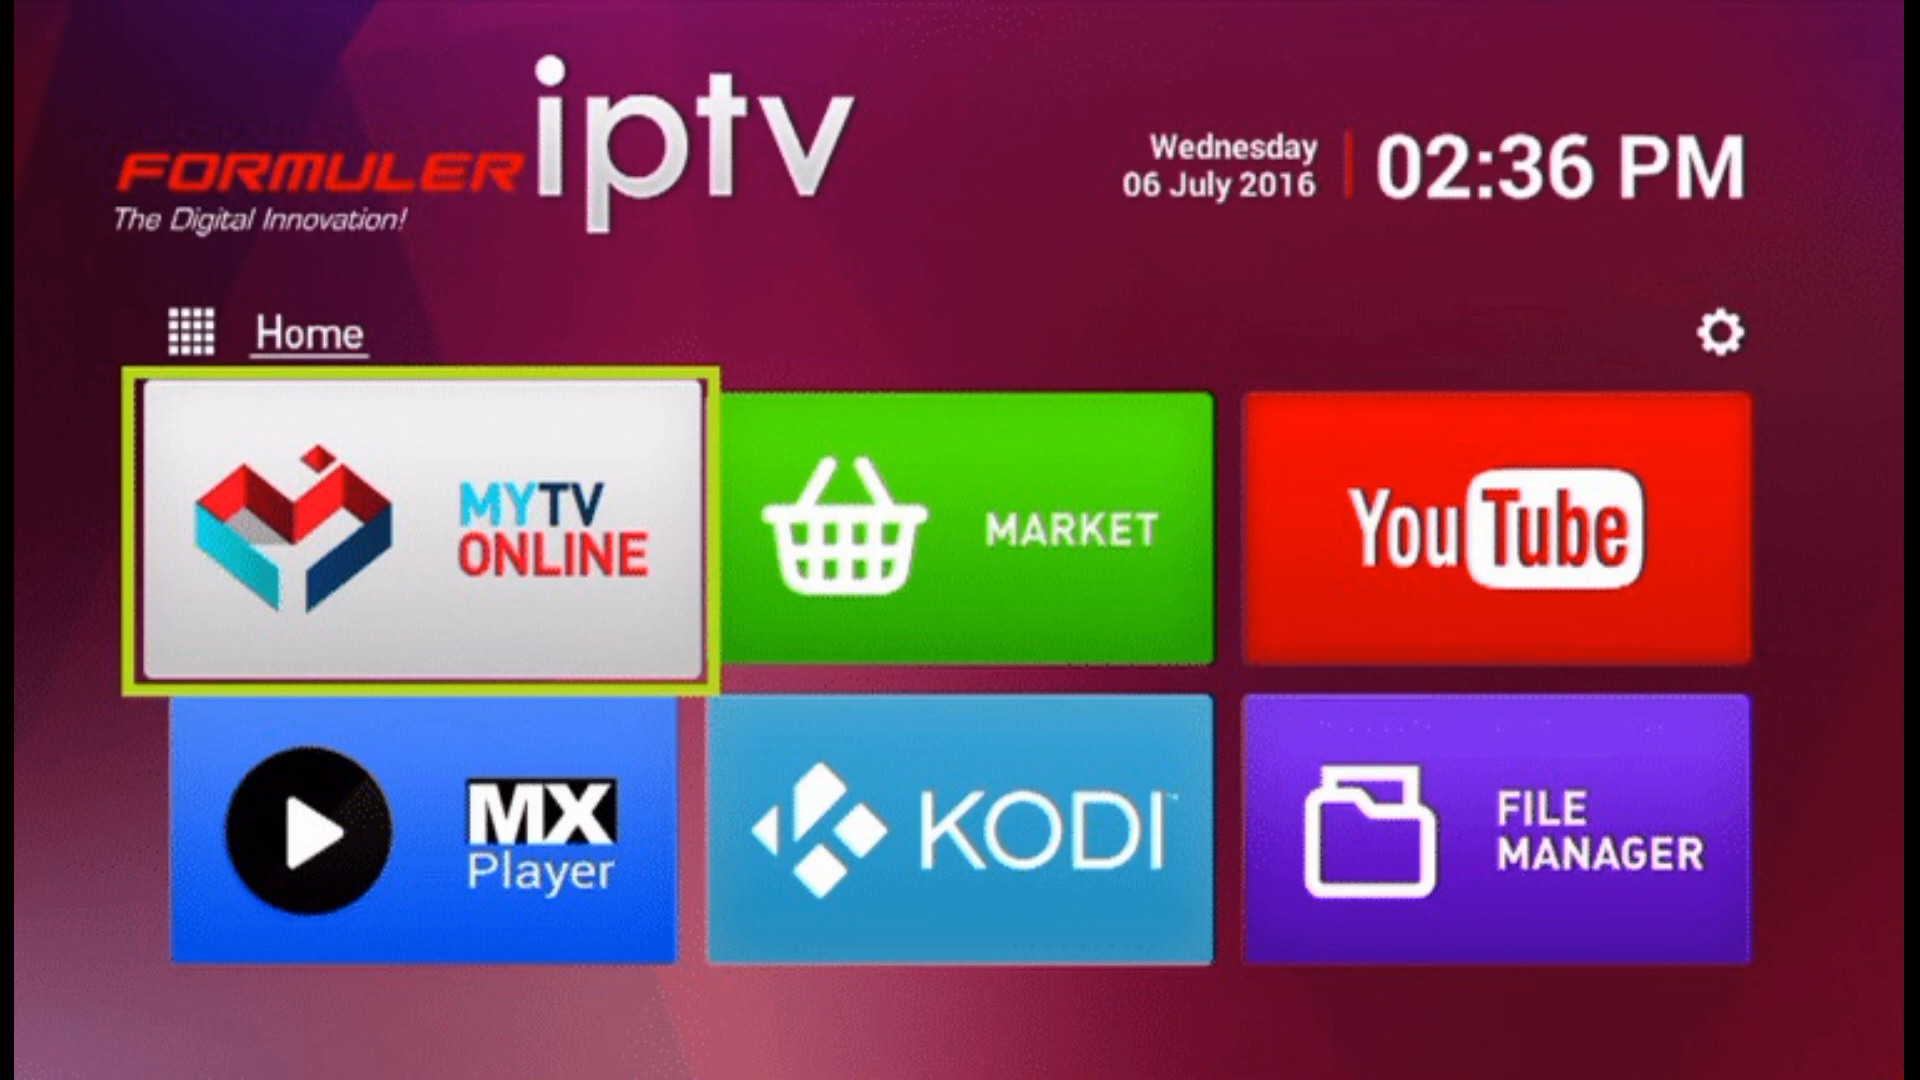 FORMULER iptv
The Digital Innovation!
Wednesday
06 July 2016
02:36 PM
Home
MYTV
ONLINE
MARKET
YouTube
MX
Player
KODI
FILE
MANAGER